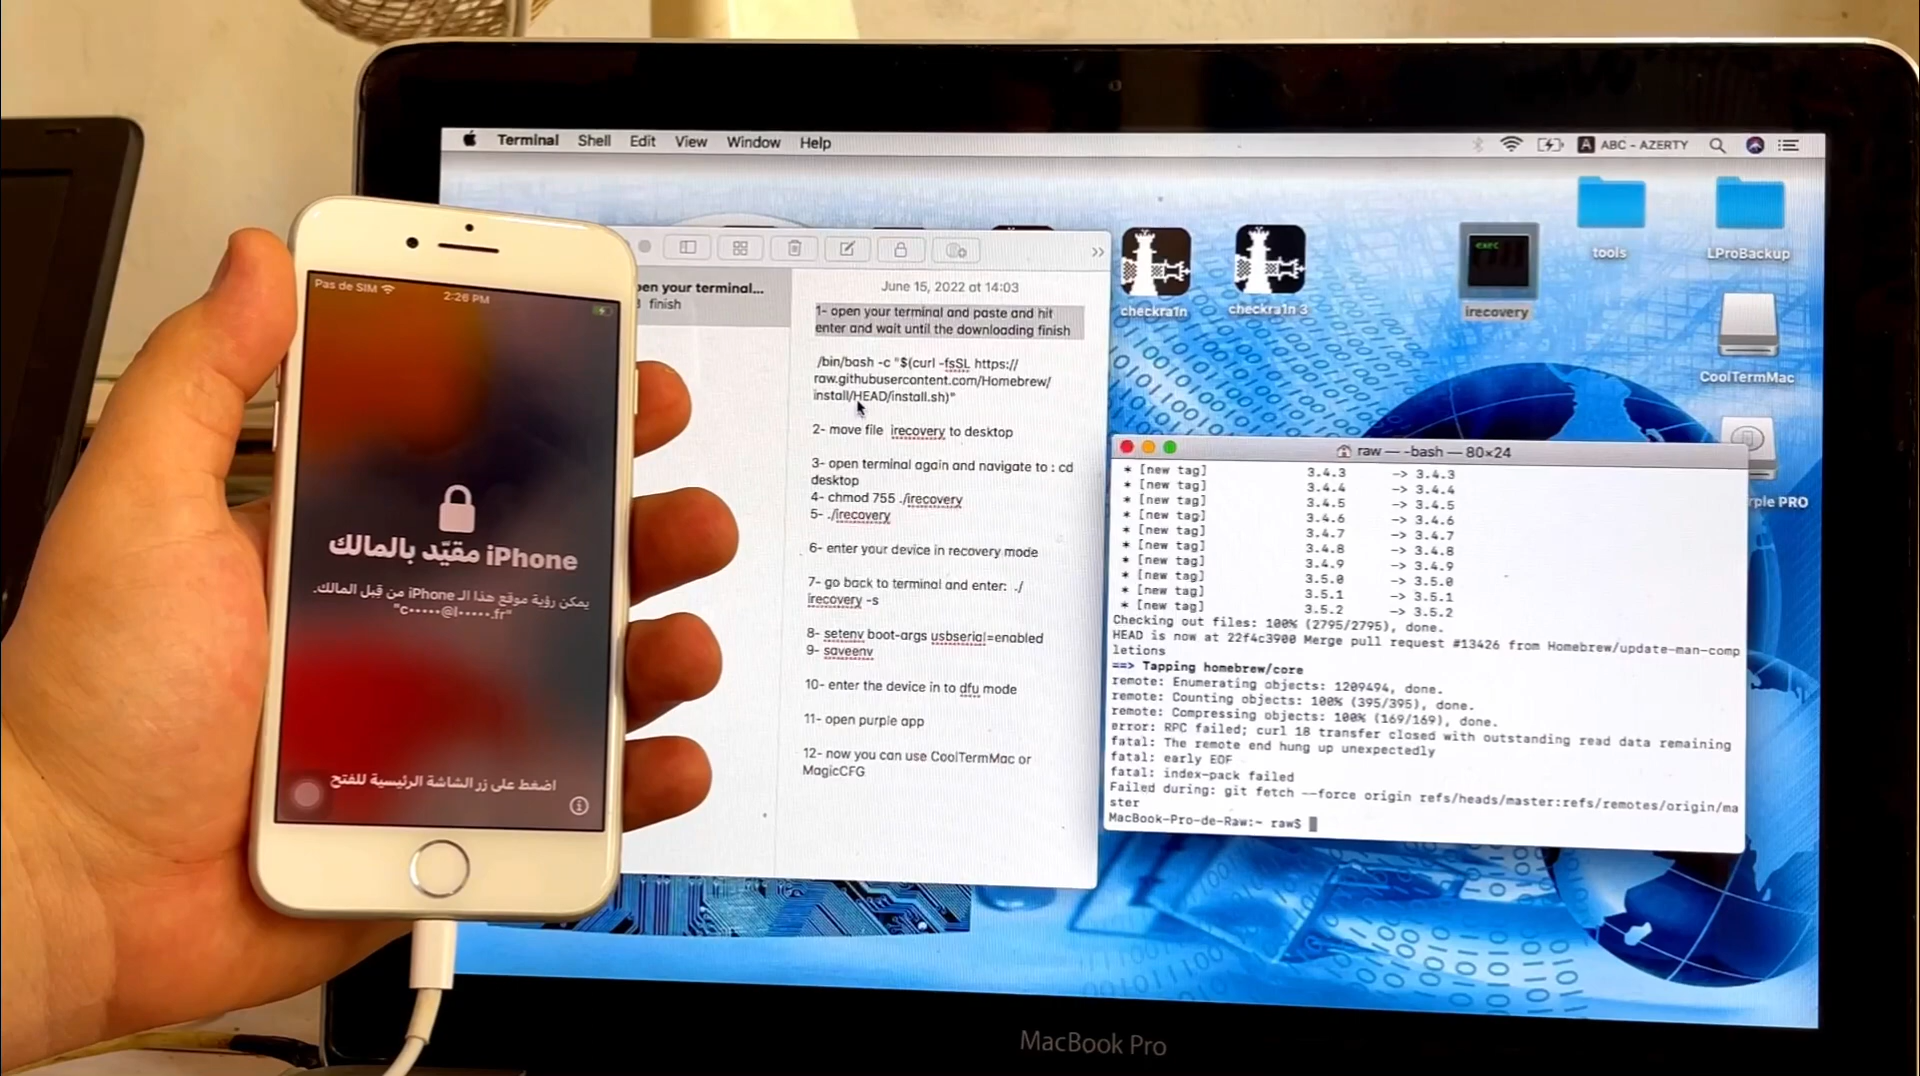 Terminal Shell Edit View Window Help
ABC - AZERTY
Pas de SIM
2:26 PM
iPhone مقيّد بالمالك
يمكن رؤية موقع هذا الـ iPhone من قِبل المالك.
"c•••••@l•••••.fr"
اضغط على زر الشاشة الرئيسية للفتح
en your terminal...
finish
June 15, 2022 at 14:03
1- open your terminal and paste and hit
enter and wait until the downloading finish
/bin/bash -c "$(curl -fsSL https://
raw.githubusercontent.com/Homebrew/
install/HEAD/install.sh)"
2- move file irecovery to desktop
3- open terminal again and navigate to : cd
desktop
4- chmod 755 ./irecovery
5- ./irecovery
6- enter your device in recovery mode
7- go back to terminal and enter: ./
irecovery -s
8- setenv boot-args usbserial=enabled
9- saveenv
10- enter the device in to dfu mode
11- open purple app
12- now you can use CoolTermMac or
MagicCFG
checkra1n
checkra1n 3
exec
irecovery
tools
LProBackup
CoolTermMac
rple PRO
raw — -bash — 80×24
* [new tag] 3.4.3 -> 3.4.3
* [new tag] 3.4.4 -> 3.4.4
* [new tag] 3.4.5 -> 3.4.5
* [new tag] 3.4.6 -> 3.4.6
* [new tag] 3.4.7 -> 3.4.7
* [new tag] 3.4.8 -> 3.4.8
* [new tag] 3.4.9 -> 3.4.9
* [new tag] 3.5.0 -> 3.5.0
* [new tag] 3.5.1 -> 3.5.1
* [new tag] 3.5.2 -> 3.5.2
Checking out files: 100% (2795/2795), done.
HEAD is now at 22f4c3900 Merge pull request #13426 from Homebrew/update-man-comp
letions
==> Tapping homebrew/core
remote: Enumerating objects: 1209494, done.
remote: Counting objects: 100% (395/395), done.
remote: Compressing objects: 100% (169/169), done.
error: RPC failed; curl 18 transfer closed with outstanding read data remaining
fatal: The remote end hung up unexpectedly
fatal: early EOF
fatal: index-pack failed
Failed during: git fetch --force origin refs/heads/master:refs/remotes/origin/ma
ster
MacBook-Pro-de-Raw:~ raw$
MacBook Pro